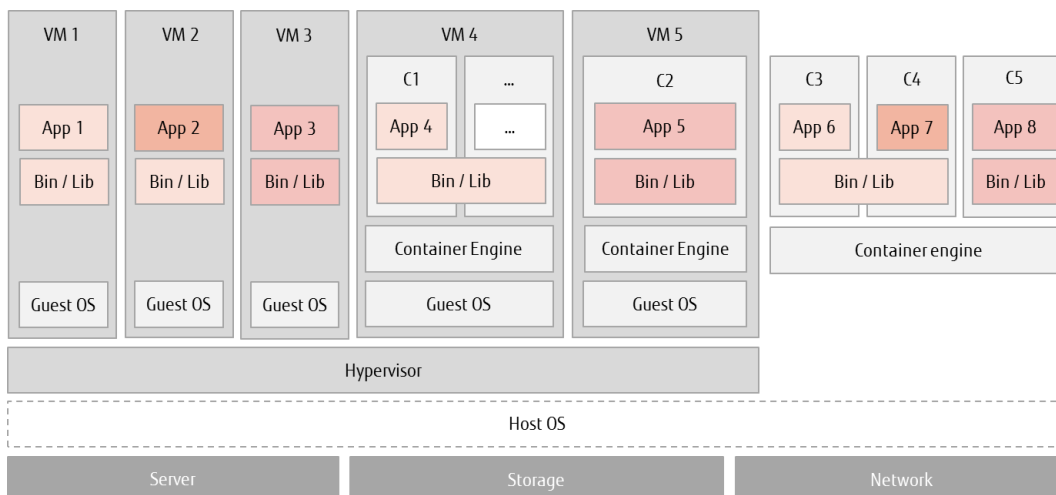 VM 1 VM 2 VM 3 VM 4 VM 5
C1 ... C2 C3 C4 C5
App 1 App 2 App 3 App 4 ... App 5 App 6 App 7 App 8
Bin / Lib Bin / Lib Bin / Lib Bin / Lib Bin / Lib Bin / Lib Bin / Lib
Container Engine Container Engine Container engine
Guest OS Guest OS Guest OS Guest OS Guest OS
Hypervisor
Host OS
Server Storage Network